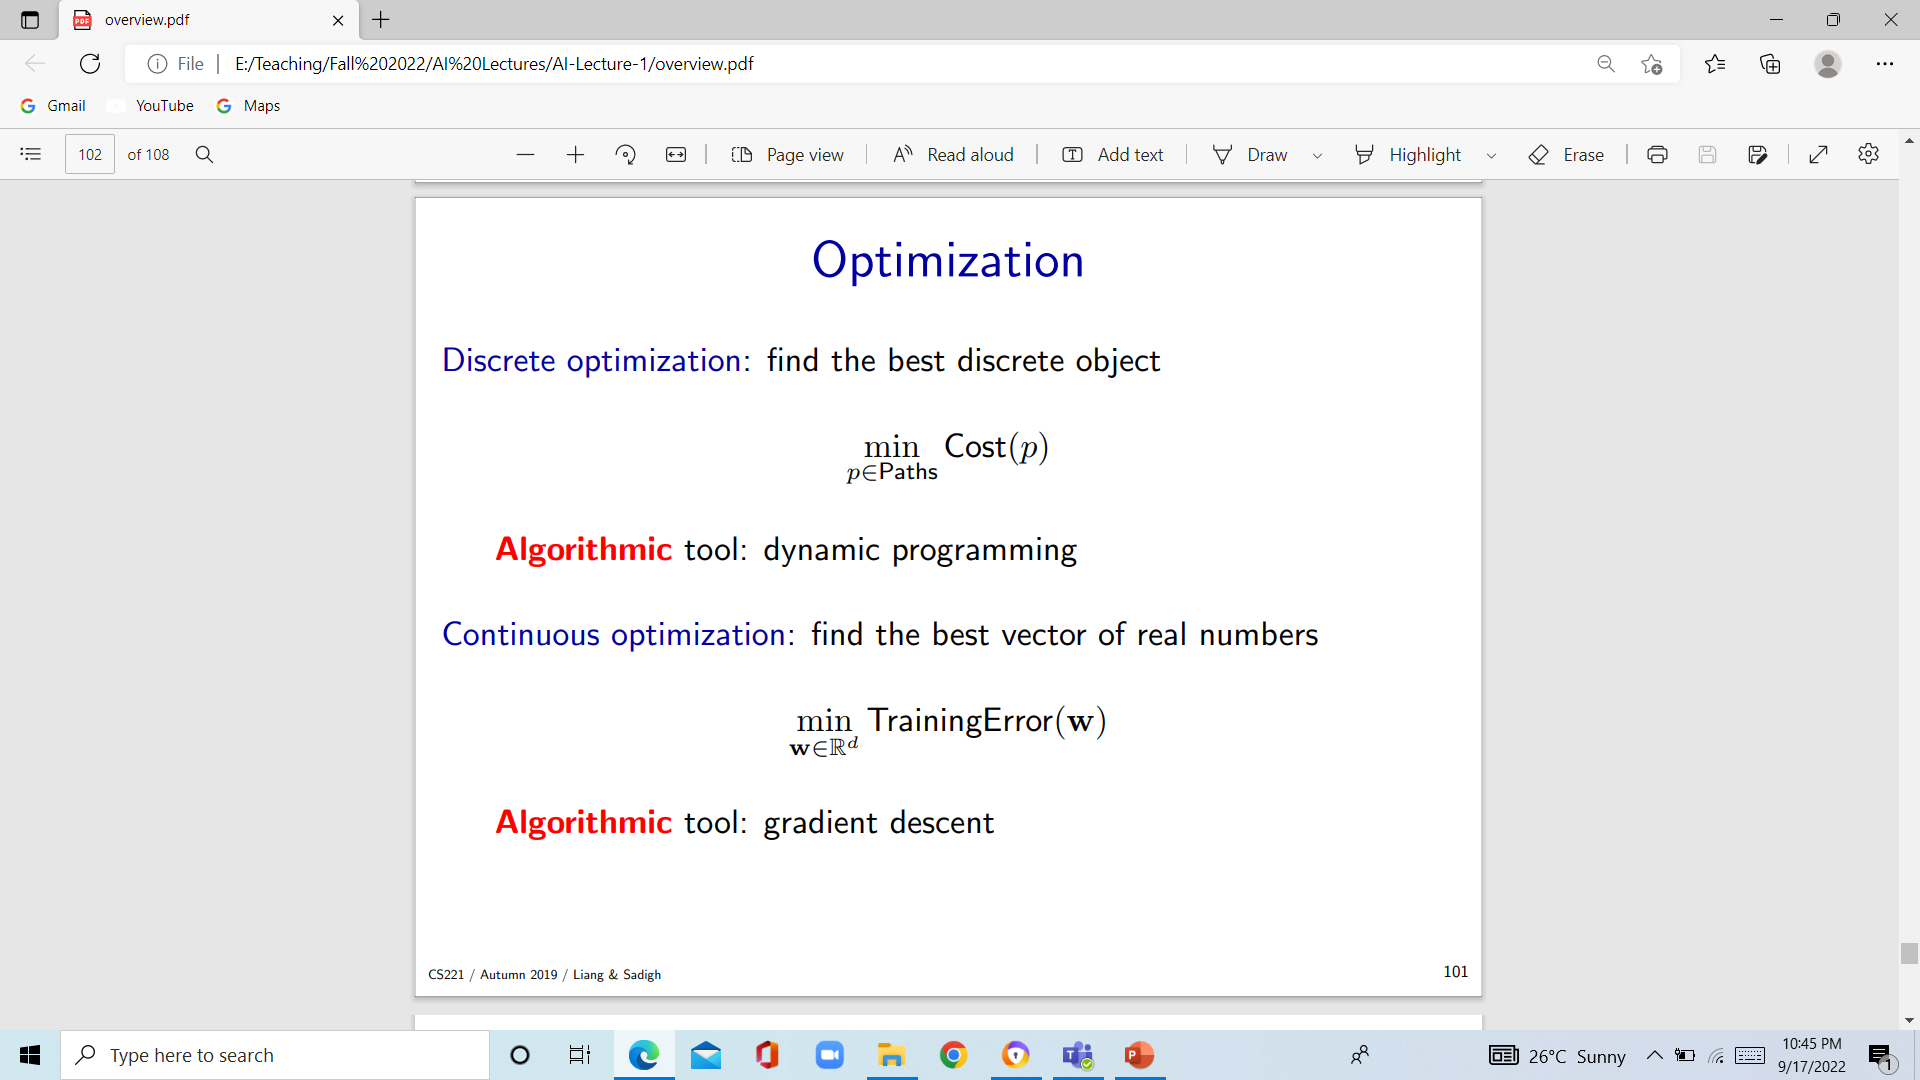 overview.pdf
File
E:/Teaching/Fall%202022/AI%20Lectures/AI-Lecture-1/overview.pdf
Gmail
YouTube
Maps
102 of 108
Page view
Read aloud
Add text
Draw
Highlight
Erase
Optimization
Discrete optimization: find the best discrete object
min Cost(p)
p∈Paths
Algorithmic tool: dynamic programming
Continuous optimization: find the best vector of real numbers
min TrainingError(w)
w∈ℝᵈ
Algorithmic tool: gradient descent
CS221 / Autumn 2019 / Liang & Sadigh
101
Type here to search
26°C Sunny
10:45 PM
9/17/2022
1